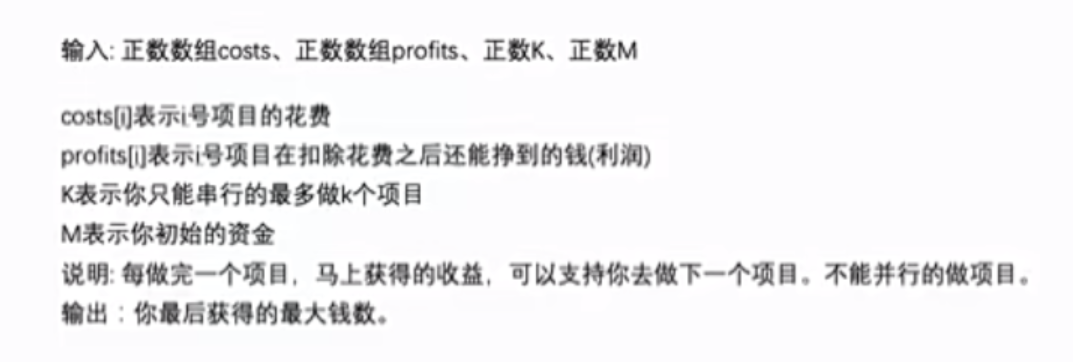 输入: 正数数组costs、正数数组profits、正数K、正数M
costs[i]表示i号项目的花费
profits[i]表示i号项目在扣除花费之后还能挣到的钱(利润)
K表示你只能串行的最多做k个项目
M表示你初始的资金
说明: 每做完一个项目，马上获得的收益，可以支持你去做下一个项目。不能并行的做项目。
输出：你最后获得的最大钱数。